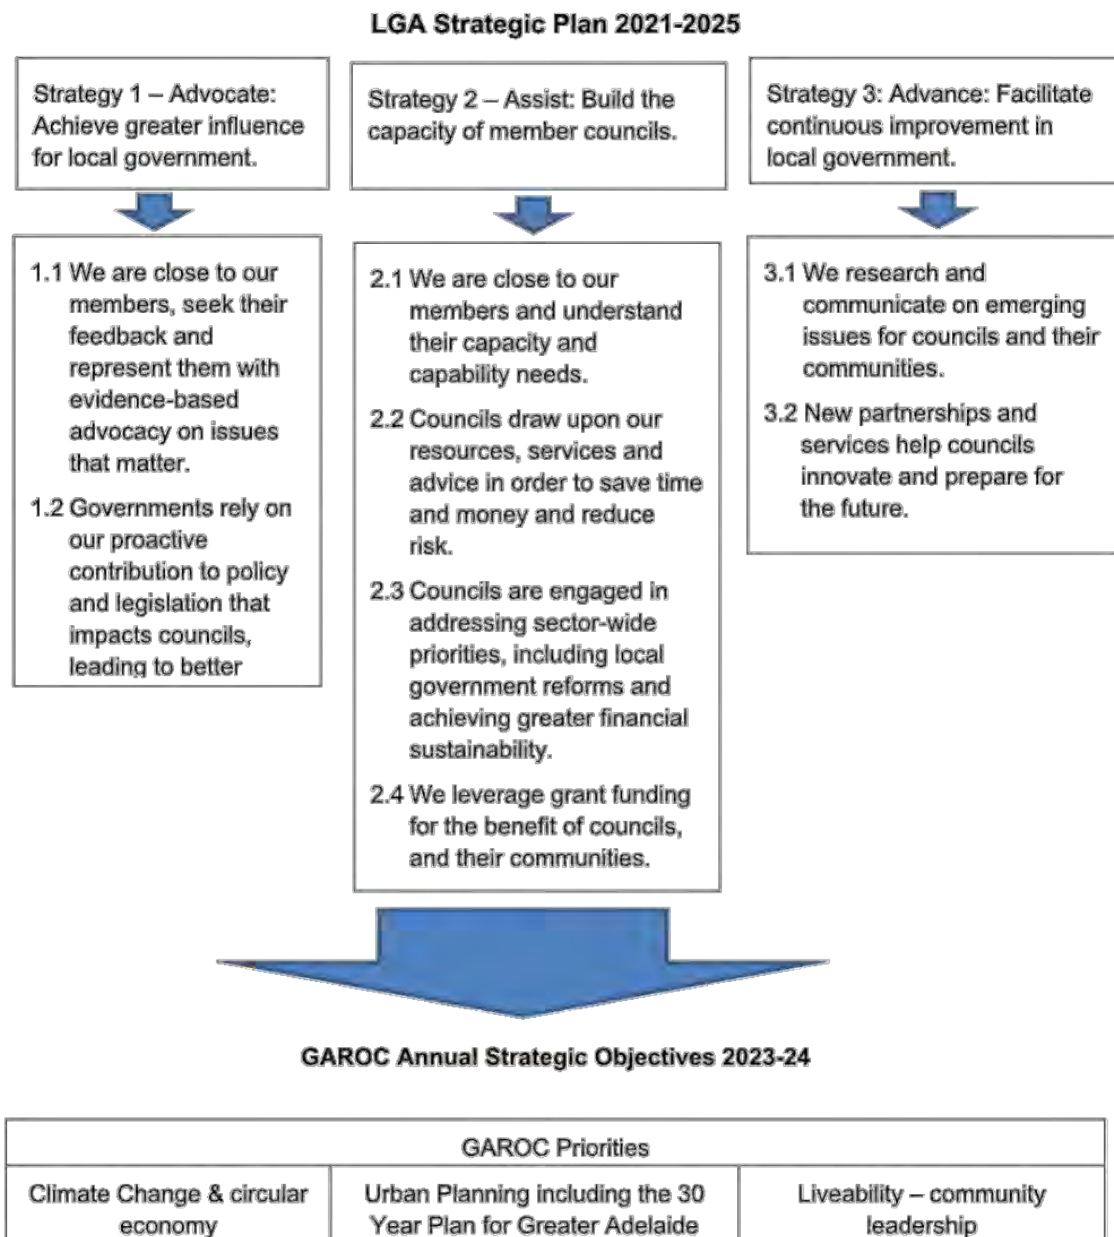 LGA Strategic Plan 2021-2025
Strategy 1 – Advocate:
Achieve greater influence
for local government.
Strategy 2 – Assist: Build the
capacity of member councils.
Strategy 3: Advance: Facilitate
continuous improvement in
local government.
1.1 We are close to our
members, seek their
feedback and
represent them with
evidence-based
advocacy on issues
that matter.
1.2 Governments rely on
our proactive
contribution to policy
and legislation that
impacts councils,
leading to better
2.1 We are close to our
members and understand
their capacity and
capability needs.
2.2 Councils draw upon our
resources, services and
advice in order to save time
and money and reduce
risk.
2.3 Councils are engaged in
addressing sector-wide
priorities, including local
government reforms and
achieving greater financial
sustainability.
2.4 We leverage grant funding
for the benefit of councils,
and their communities.
3.1 We research and
communicate on emerging
issues for councils and their
communities.
3.2 New partnerships and
services help councils
innovate and prepare for
the future.
GAROC Annual Strategic Objectives 2023-24
GAROC Priorities
Climate Change & circular
economy
Urban Planning including the 30
Year Plan for Greater Adelaide
Liveability – community
leadership